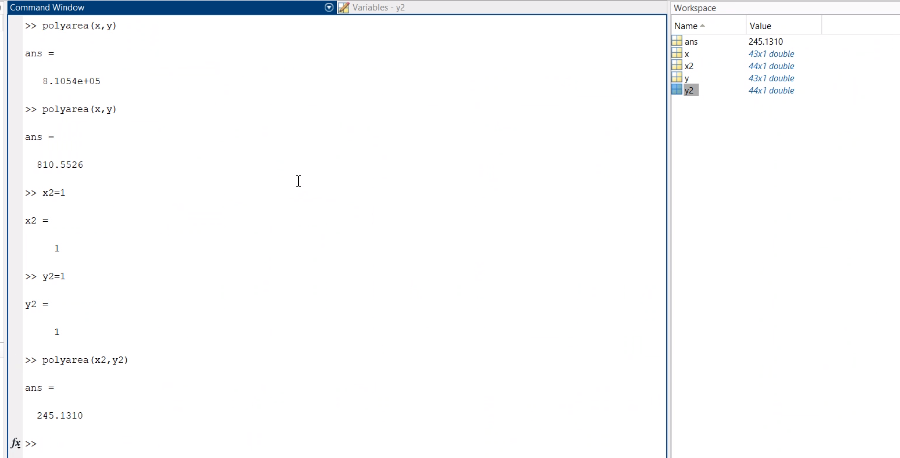 Command Window
Variables - y2
>> polyarea(x,y)
ans =
8.1054e+05
>> polyarea(x,y)
ans =
810.5526
>> x2=1
x2 =
1
>> y2=1
y2 =
1
>> polyarea(x2,y2)
ans =
245.1310
fx >>
Workspace
Name Value
ans 245.1310
x 43x1 double
x2 44x1 double
y 43x1 double
y2 44x1 double